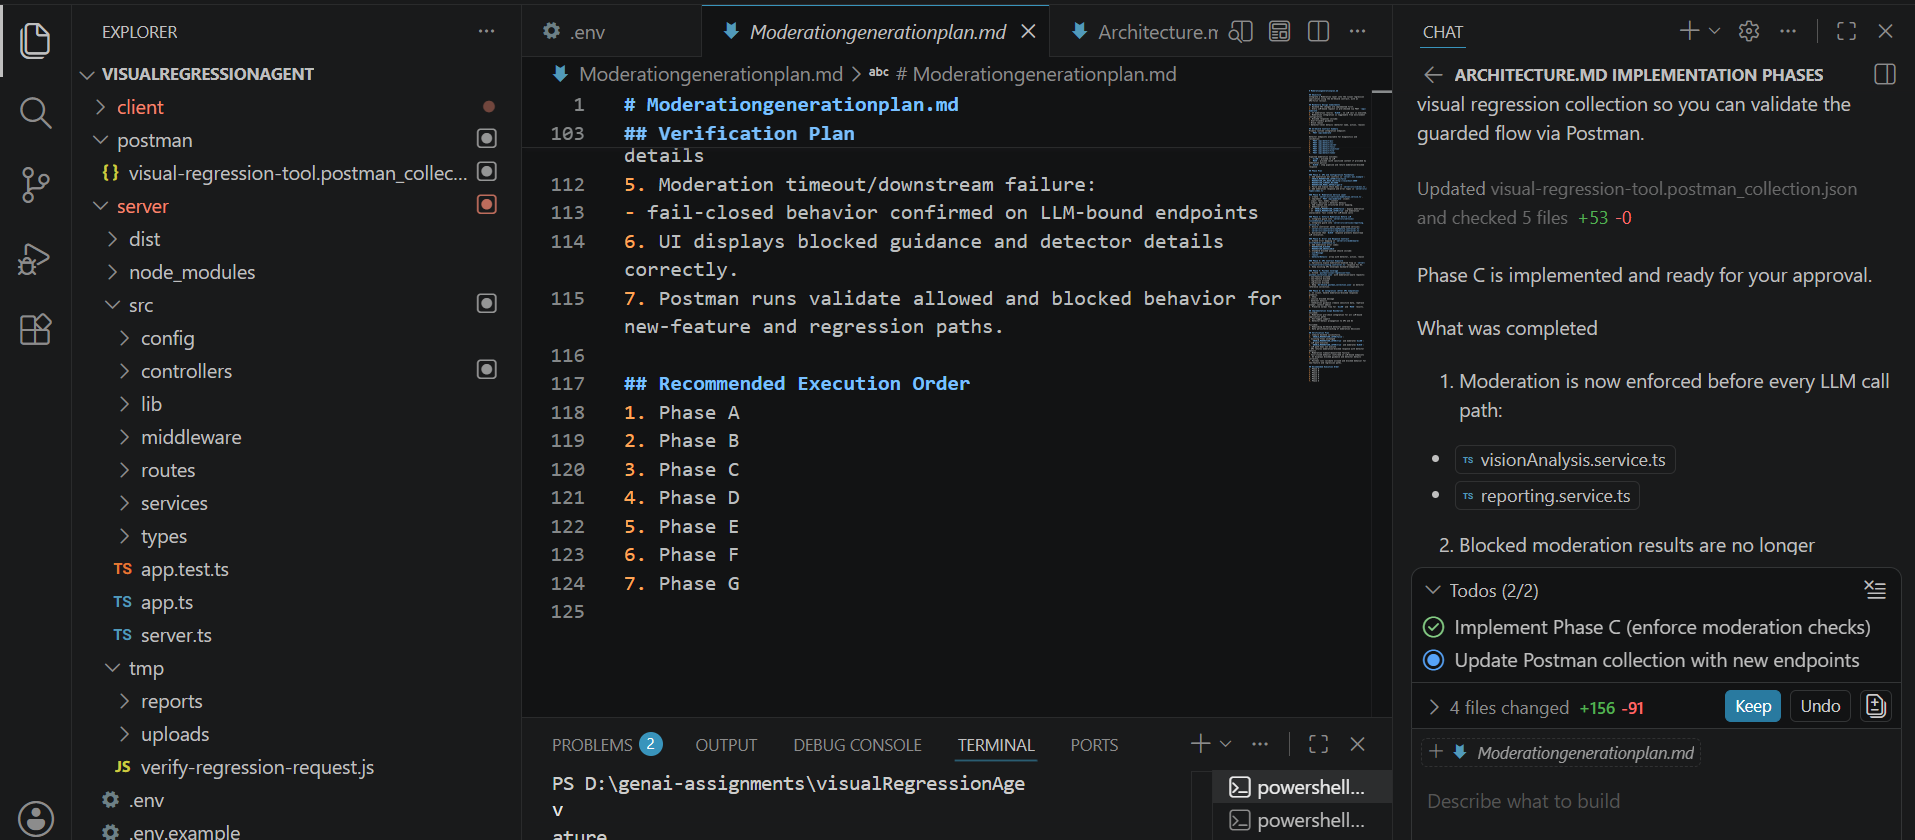 EXPLORER
VISUALREGRESSIONAGENT
client
postman
{} visual-regression-tool.postman_collec...
server
dist
node_modules
src
config
controllers
lib
middleware
routes
services
types
TS app.test.ts
TS app.ts
TS server.ts
tmp
reports
uploads
JS verify-regression-request.js
.env
.env.example
.env
Moderationgenerationplan.md
Architecture.m
Moderationgenerationplan.md > abc # Moderationgenerationplan.md
1 # Moderationgenerationplan.md
103 ## Verification Plan
details
112 5. Moderation timeout/downstream failure:
113 - fail-closed behavior confirmed on LLM-bound endpoints
114 6. UI displays blocked guidance and detector details
correctly.
115 7. Postman runs validate allowed and blocked behavior for
new-feature and regression paths.
116
117 ## Recommended Execution Order
118 1. Phase A
119 2. Phase B
120 3. Phase C
121 4. Phase D
122 5. Phase E
123 6. Phase F
124 7. Phase G
125
PROBLEMS 2 OUTPUT DEBUG CONSOLE TERMINAL PORTS
PS D:\genai-assignments\visualRegressionAge
v
ature
powershell...
powershell...
CHAT
ARCHITECTURE.MD IMPLEMENTATION PHASES
visual regression collection so you can validate the
guarded flow via Postman.
Updated visual-regression-tool.postman_collection.json
and checked 5 files +53 -0
Phase C is implemented and ready for your approval.
What was completed
1. Moderation is now enforced before every LLM call
path:
• TS visionAnalysis.service.ts
• TS reporting.service.ts
2. Blocked moderation results are no longer
Todos (2/2)
Implement Phase C (enforce moderation checks)
Update Postman collection with new endpoints
4 files changed +156 -91 Keep Undo
Moderationgenerationplan.md
Describe what to build